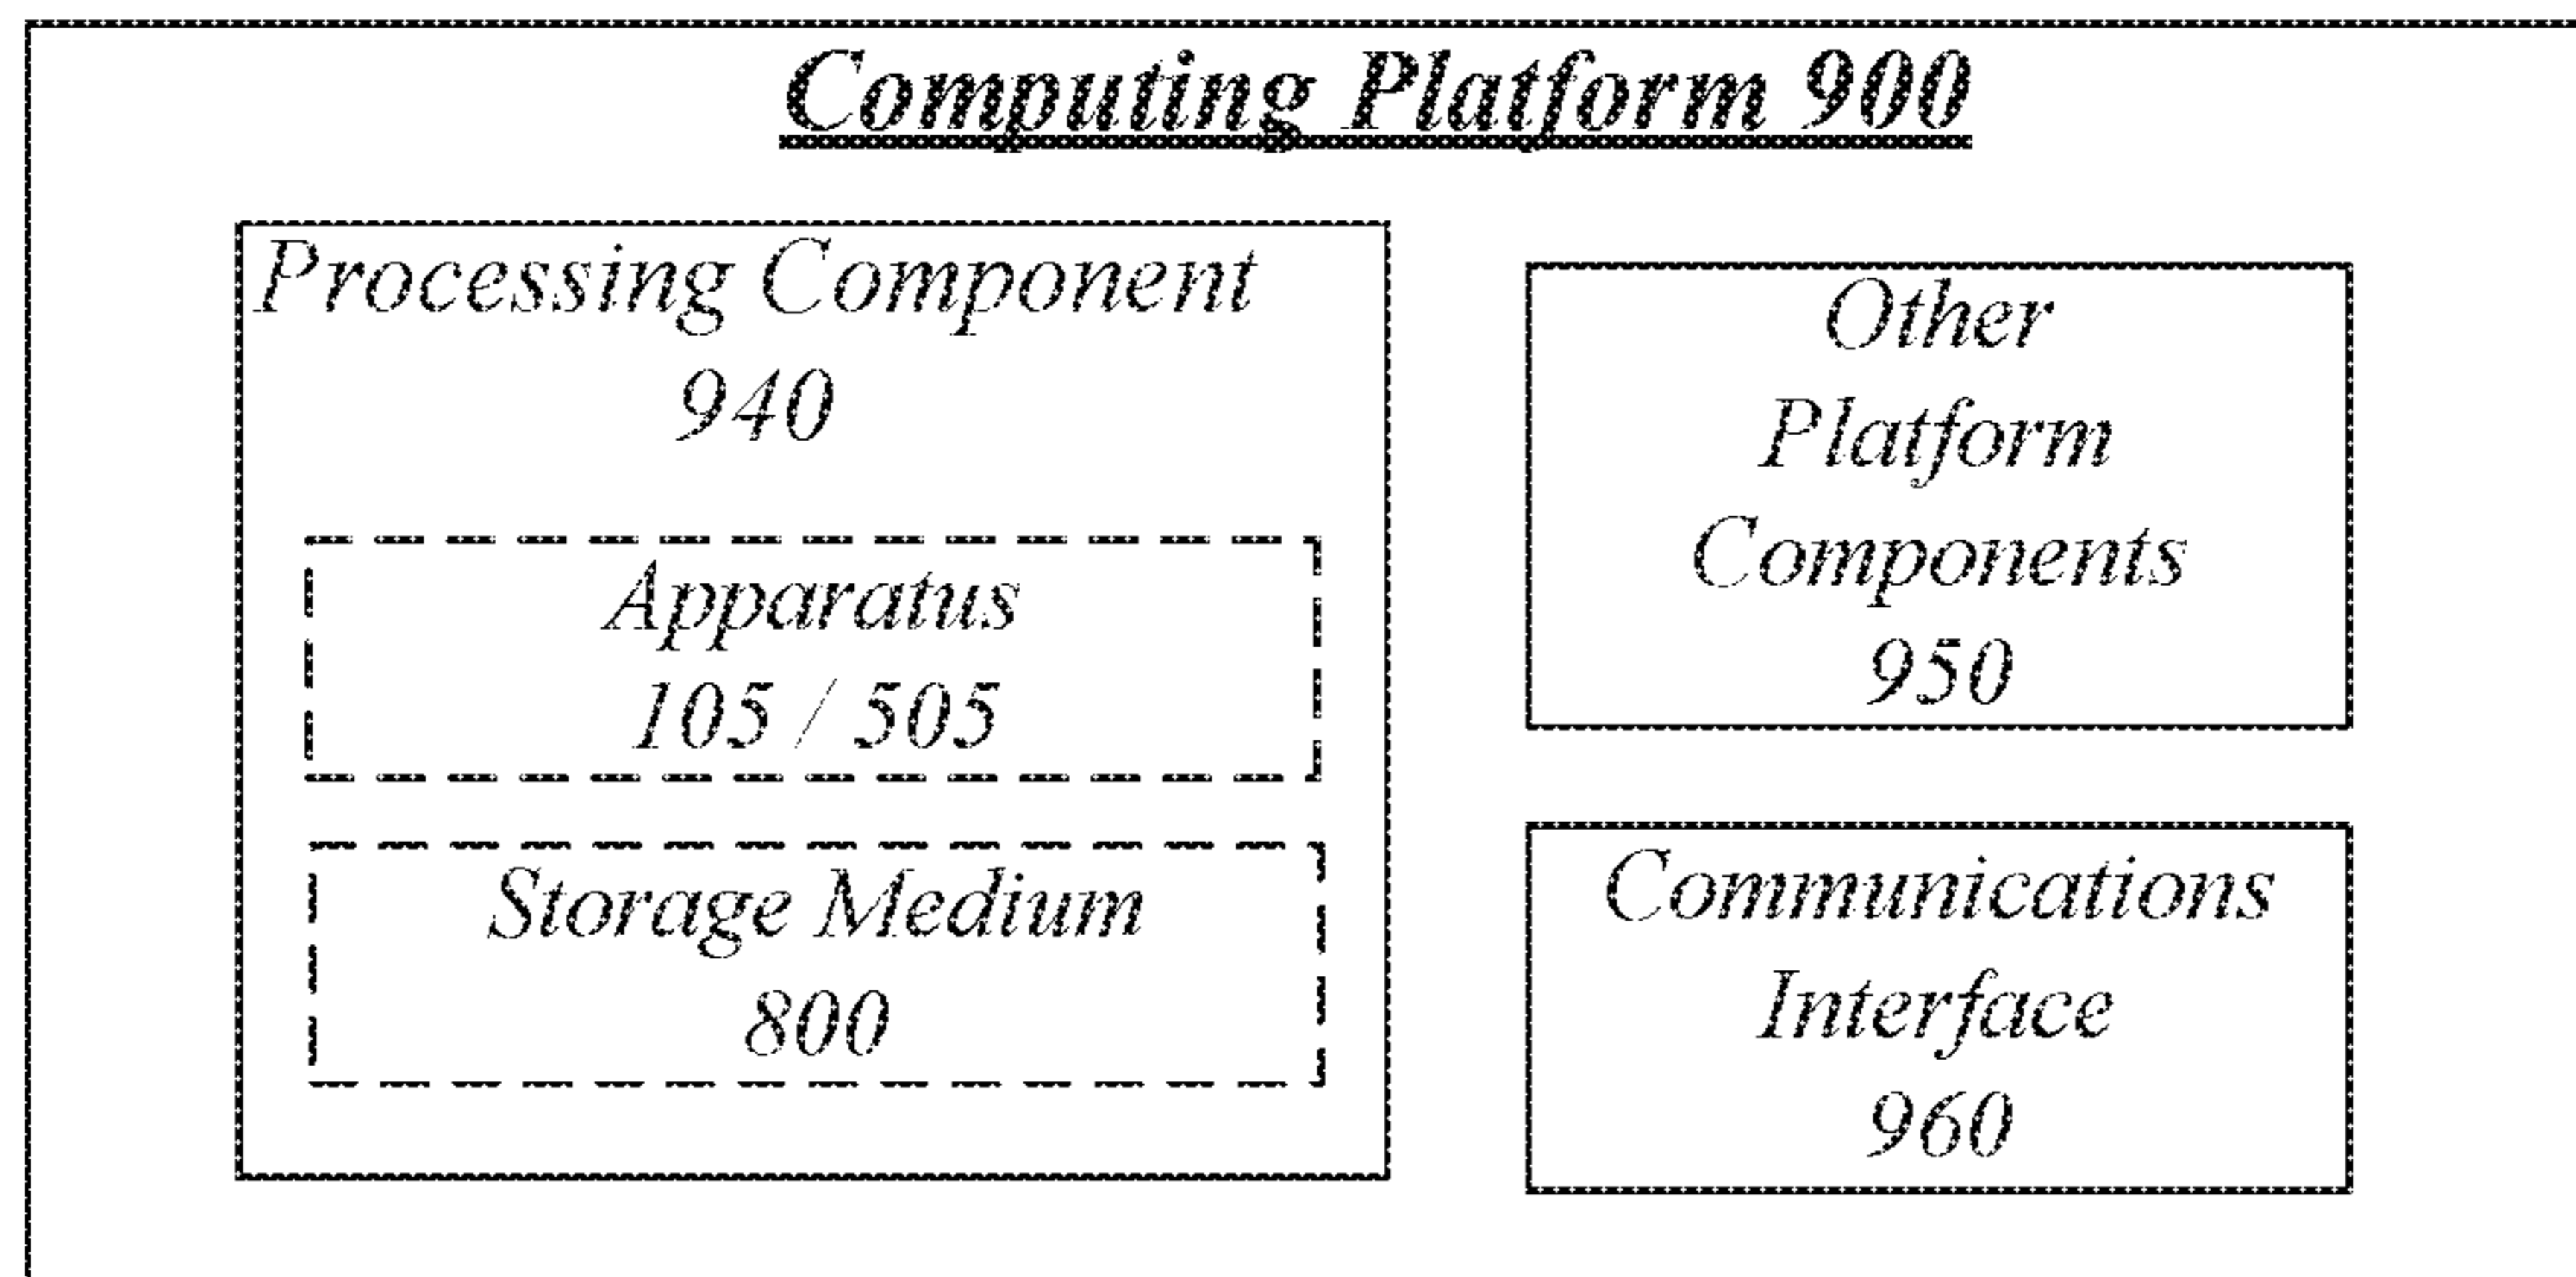 Computing Platform 900
Processing Component
940
Apparatus
105 / 505
Storage Medium
800
Other
Platform
Components
950
Communications
Interface
960